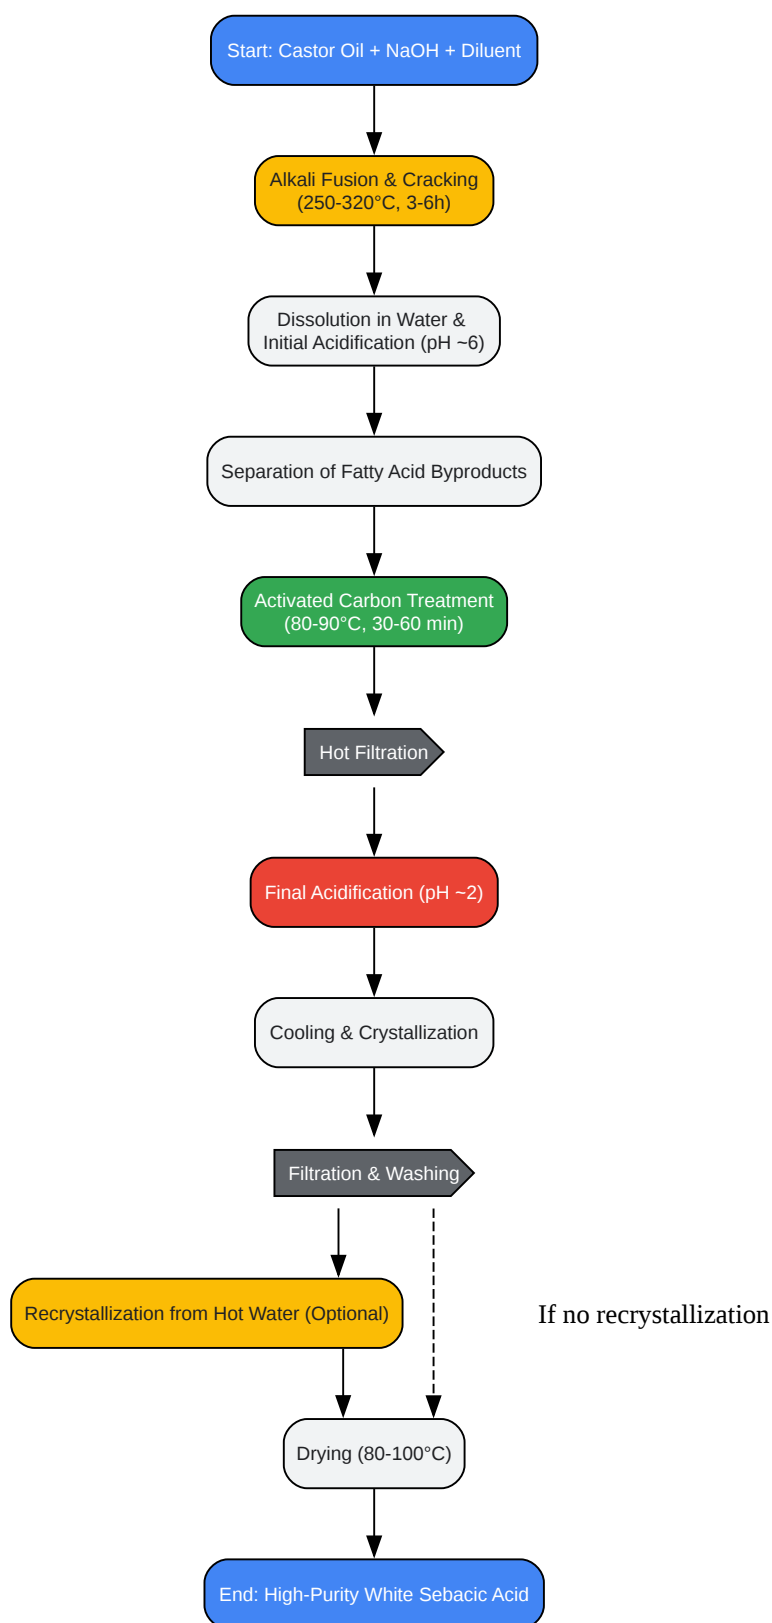 Start: Castor Oil + NaOH + Diluent
Alkali Fusion & Cracking
(250-320°C, 3-6h)
Dissolution in Water &
Initial Acidification (pH ~6)
Separation of Fatty Acid Byproducts
Activated Carbon Treatment
(80-90°C, 30-60 min)
Hot Filtration
Final Acidification (pH ~2)
Cooling & Crystallization
Filtration & Washing
Recrystallization from Hot Water (Optional)
If no recrystallization
Drying (80-100°C)
End: High-Purity White Sebacic Acid